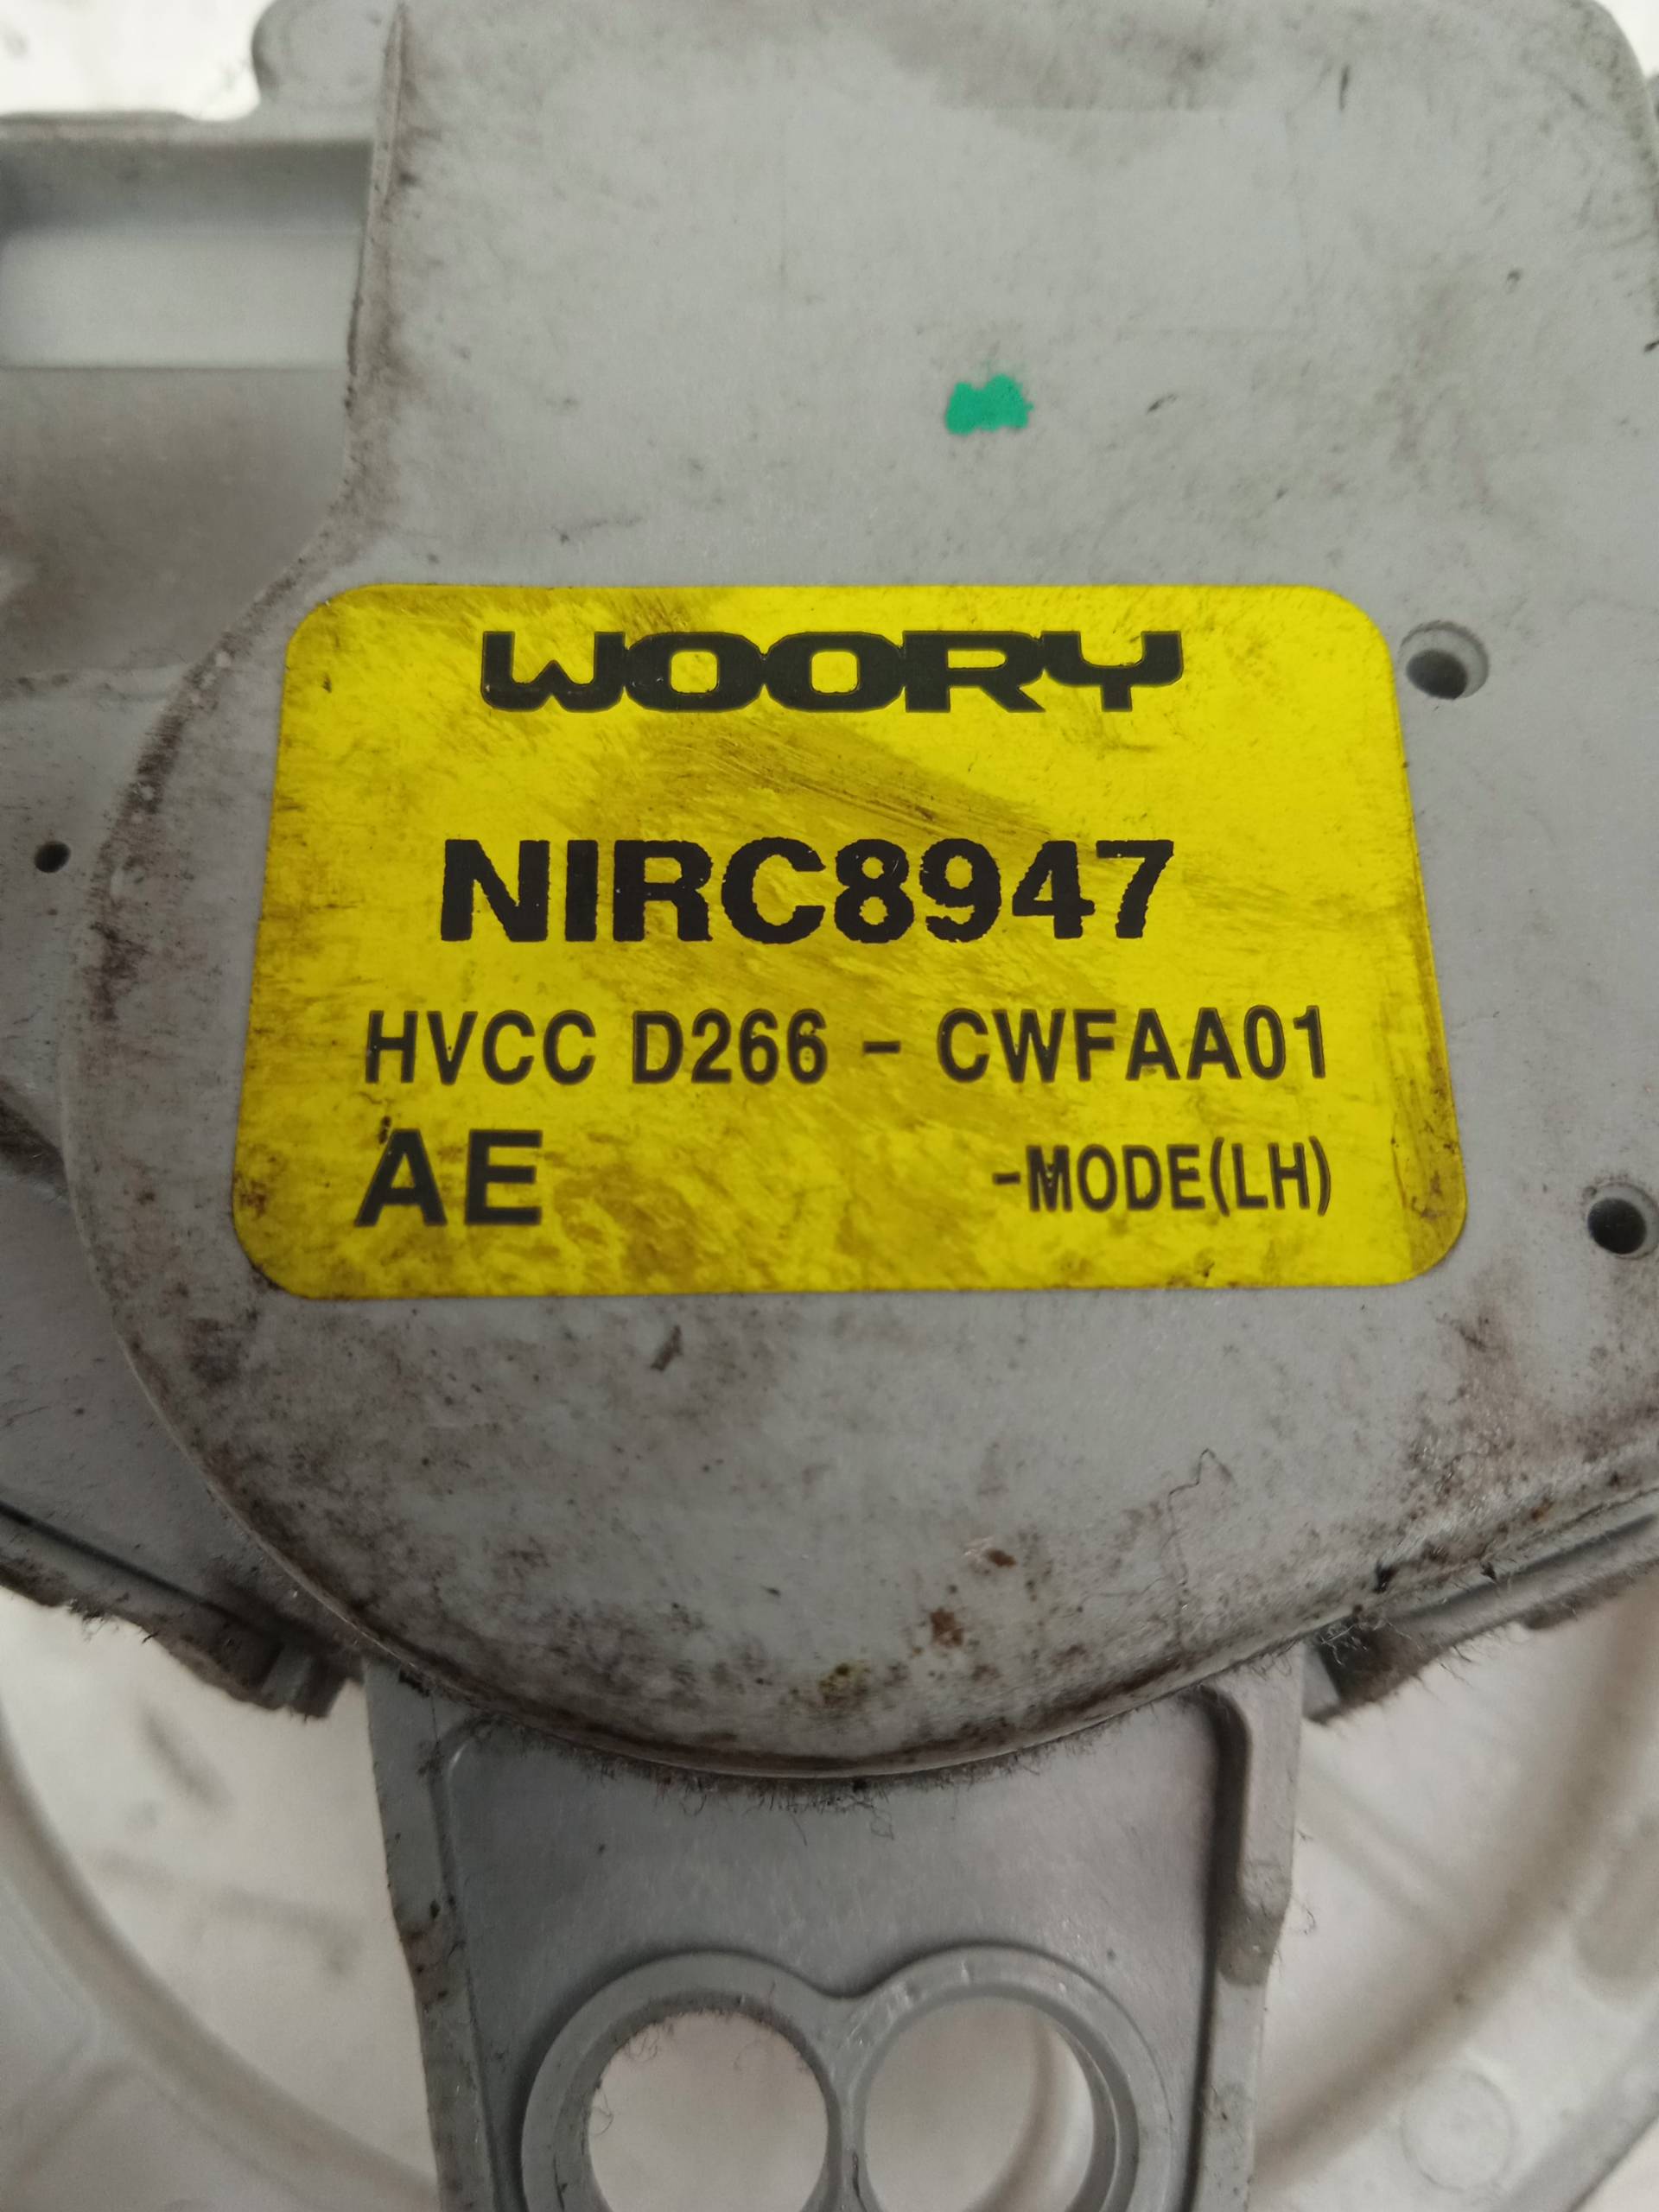 WOORY
NIRC8947
HVCC D266 - CWFAA01
AE -MODE(LH)